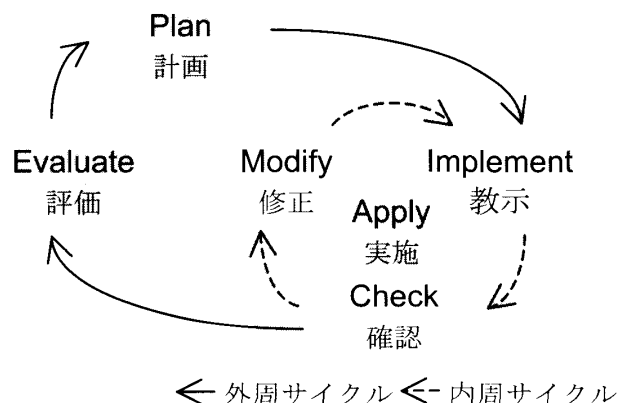 Plan
計画
Evaluate
評価
Modify
修正
Implement
教示
Apply
実施
Check
確認
外周サイクル 内周サイクル